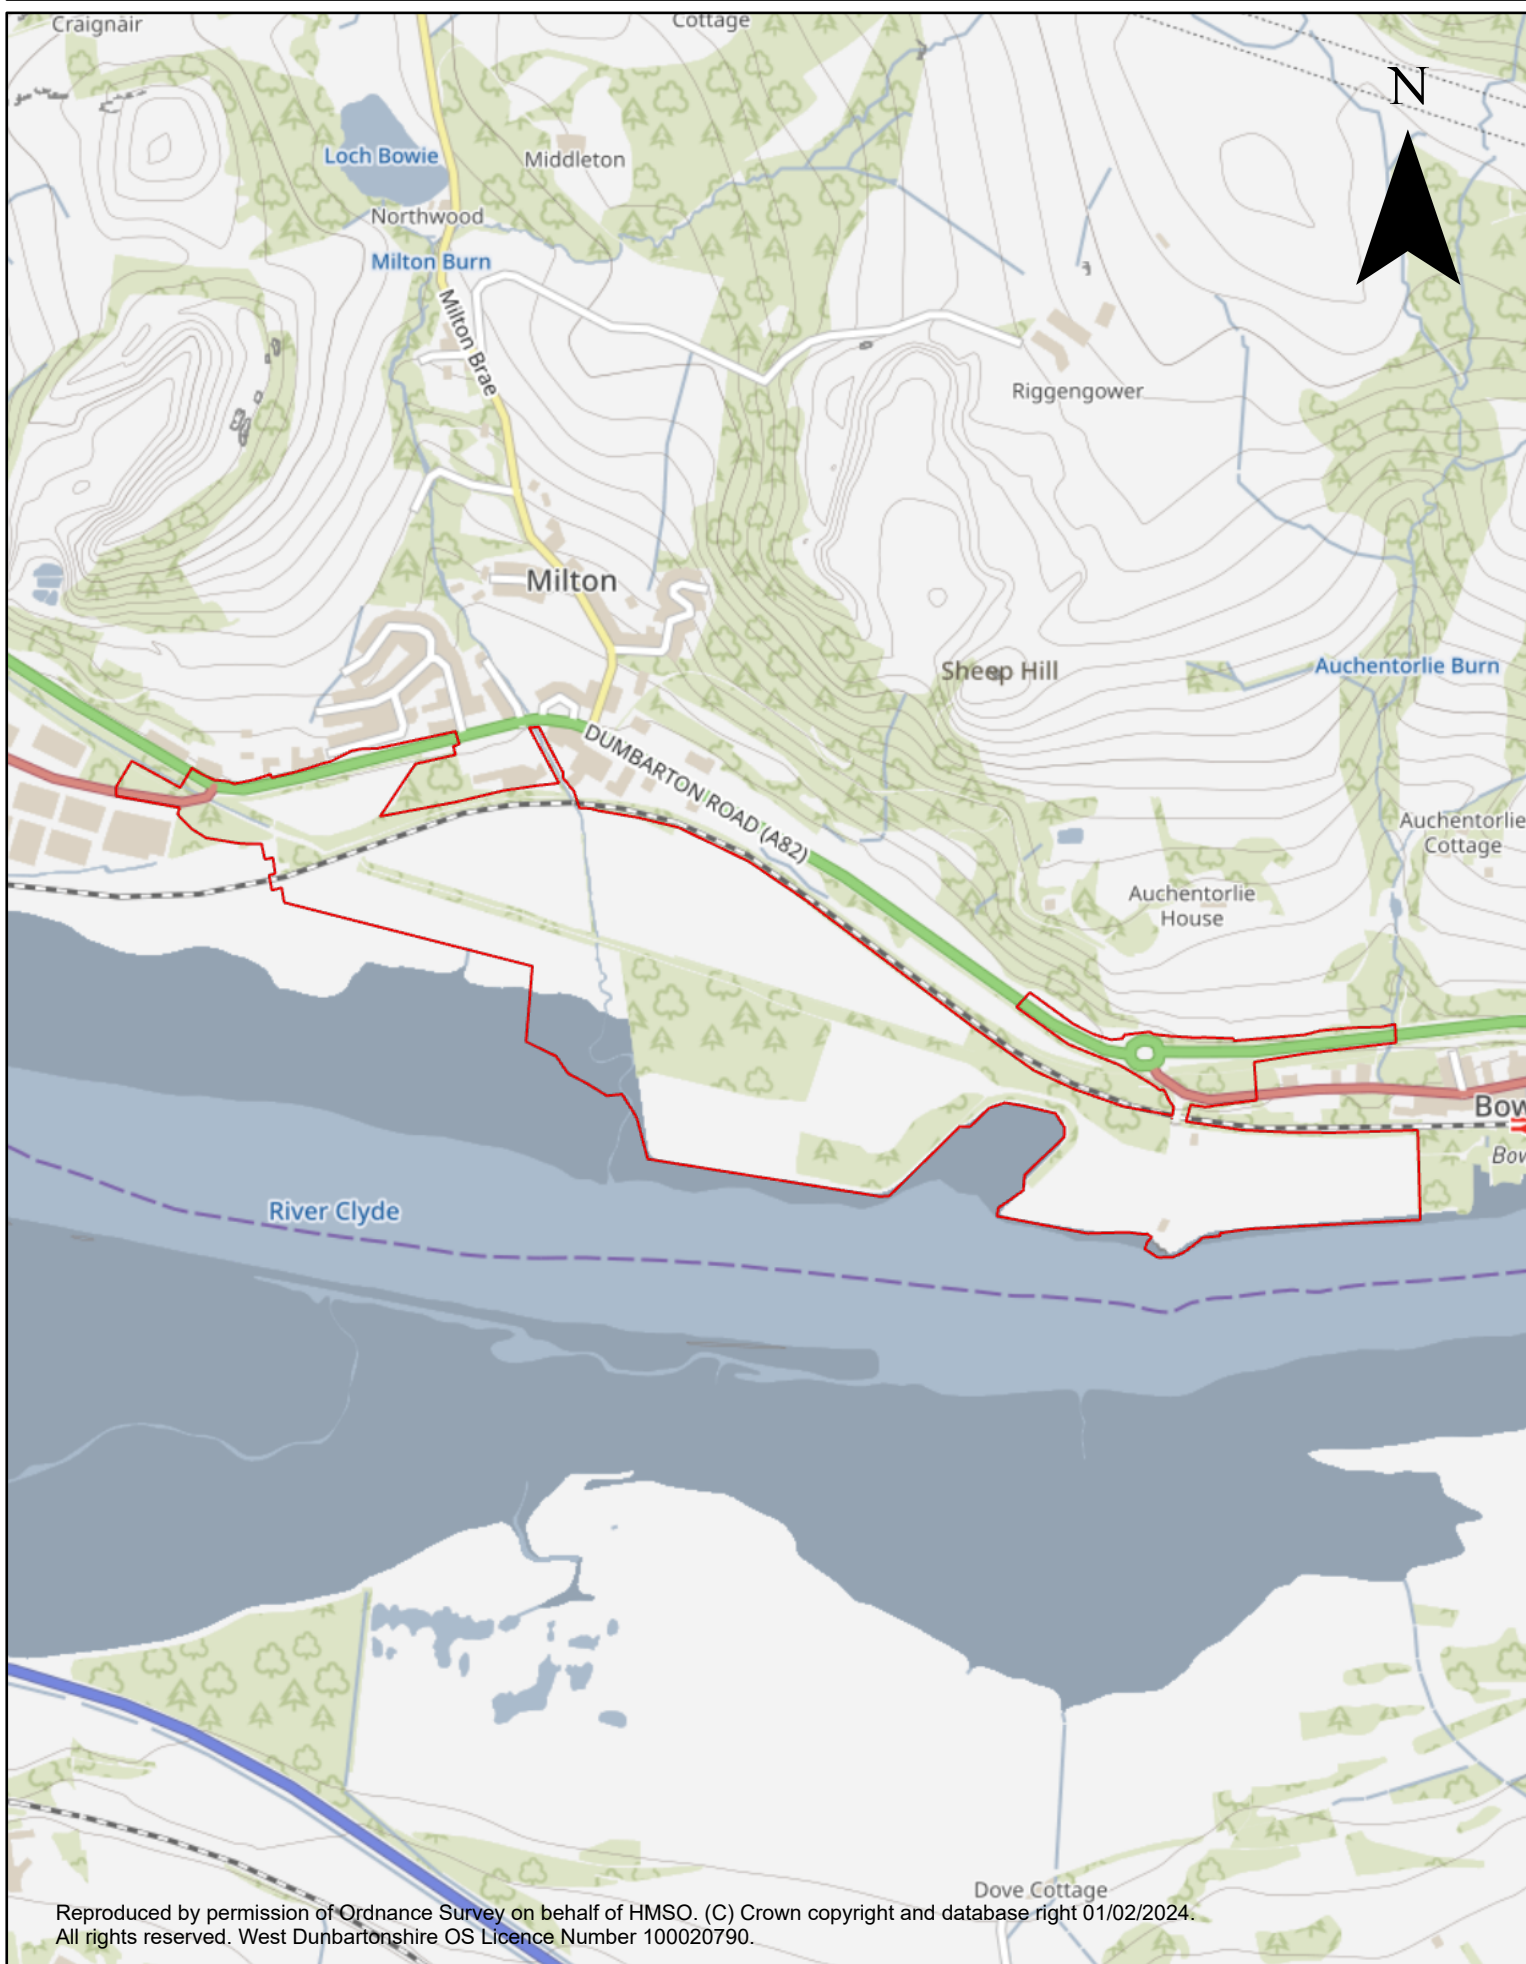 Craignair
Cottage
N
Loch Bowie
Middleton
Northwood
Milton Burn
Milton Brae
Riggengower
Milton
Sheep Hill
Auchentorlie Burn
DUMBARTON ROAD (A82)
Auchentorlie
Cottage
Auchentorlie
House
Bow
Bow
River Clyde
Dove Cottage
Reproduced by permission of Ordnance Survey on behalf of HMSO. (C) Crown copyright and database right 01/02/2024.
All rights reserved. West Dunbartonshire OS Licence Number 100020790.